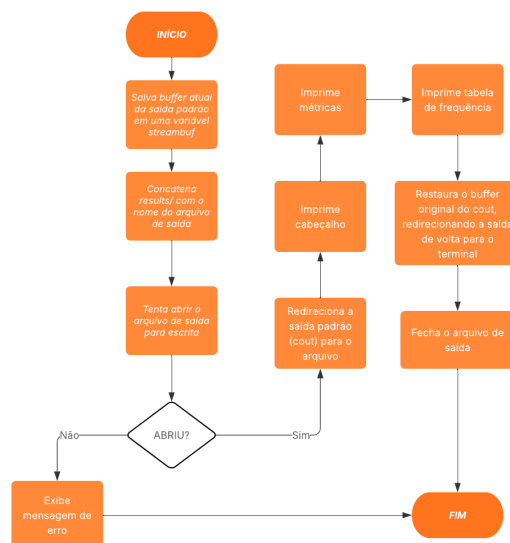 INÍCIO
Salva buffer atual
da saída padrão
em uma variável
streambuf
Concatena
results/ com o
nome do arquivo
de saída
Tenta abrir o
arquivo de saída
para escrita
ABRIU?
Não
Sim
Exibe
mensagem de
erro
Redireciona a
saída padrão
(cout) para o
arquivo
Imprime
cabeçalho
Imprime
métricas
Imprime tabela
de frequência
Restaura o buffer
original do cout,
redirecionando a saída
de volta para o
terminal
Fecha o arquivo de
saída
FIM